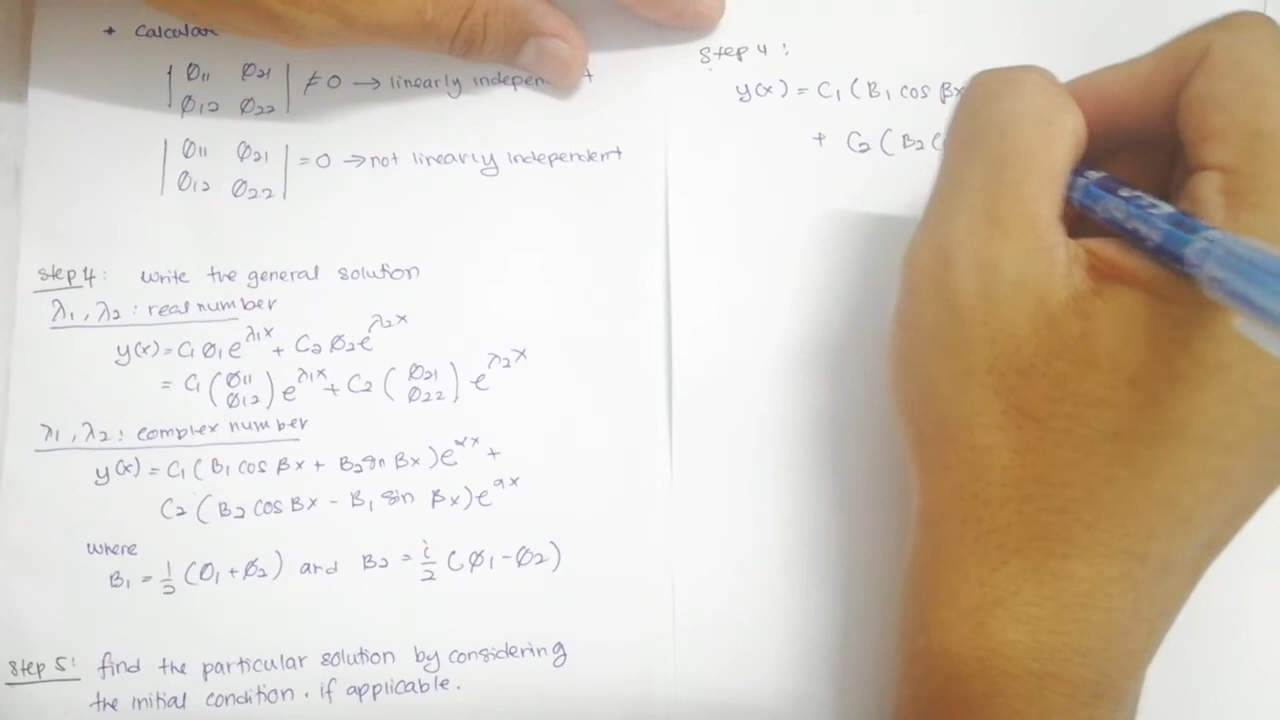 + Calcular
| Ø11 Ø21 | ≠ 0 → linearly independent
| Ø12 Ø22 |
| Ø11 Ø21 | = 0 → not linearly independent
| Ø12 Ø22 |
Step 4: Write the general solution
λ1, λ2: real number
y(x) = C1 Ø1 e^λ1x + C2 Ø2 e^λ2x
= C1 (Ø11 Ø12) e^λ1x + C2 (Ø21 Ø22) e^λ2x
λ1, λ2: complex number
y(x) = C1 (B1 cos βx + B2 sin Bx) e^αx +
C2 (B2 cos Bx - B1 sin βx) e^αx
where
B1 = 1/2 (Ø1 + Ø2) and B2 = i/2 (Ø1 - Ø2)
Step 5: find the particular solution by considering
the initial condition. if applicable.
Step 4:
y(x) = C1 (B1 cos βx
+ C2 (B2 C